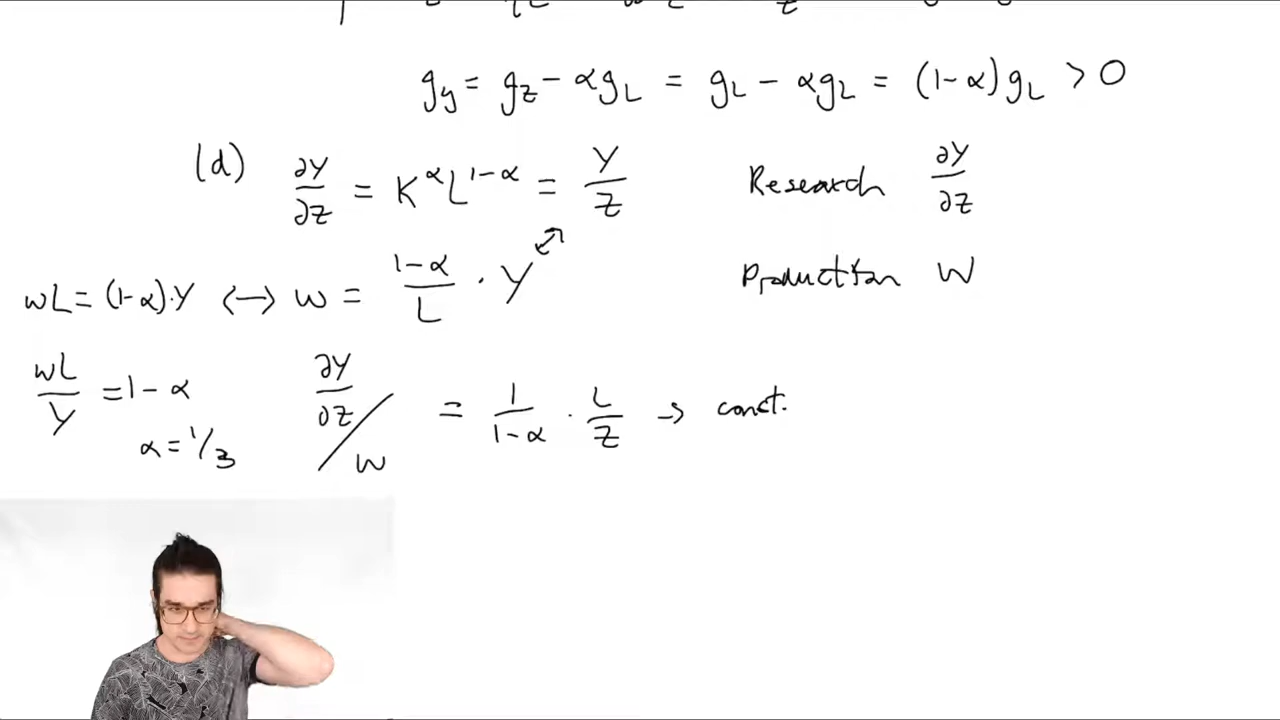 g_y = g_Z − αg_L = g_L − αg_L = (1−α)g_L > 0
(d) ∂Y/∂Z = K^α L^{1−α} = Y/Z
Research ∂Y/∂Z
wL = (1−α)·Y ⟷ w = (1−α)/L · Y
Production W
wL/Y = 1−α
α = 1/3
∂Y/∂Z / W = 1/(1−α) · L/Z → const.